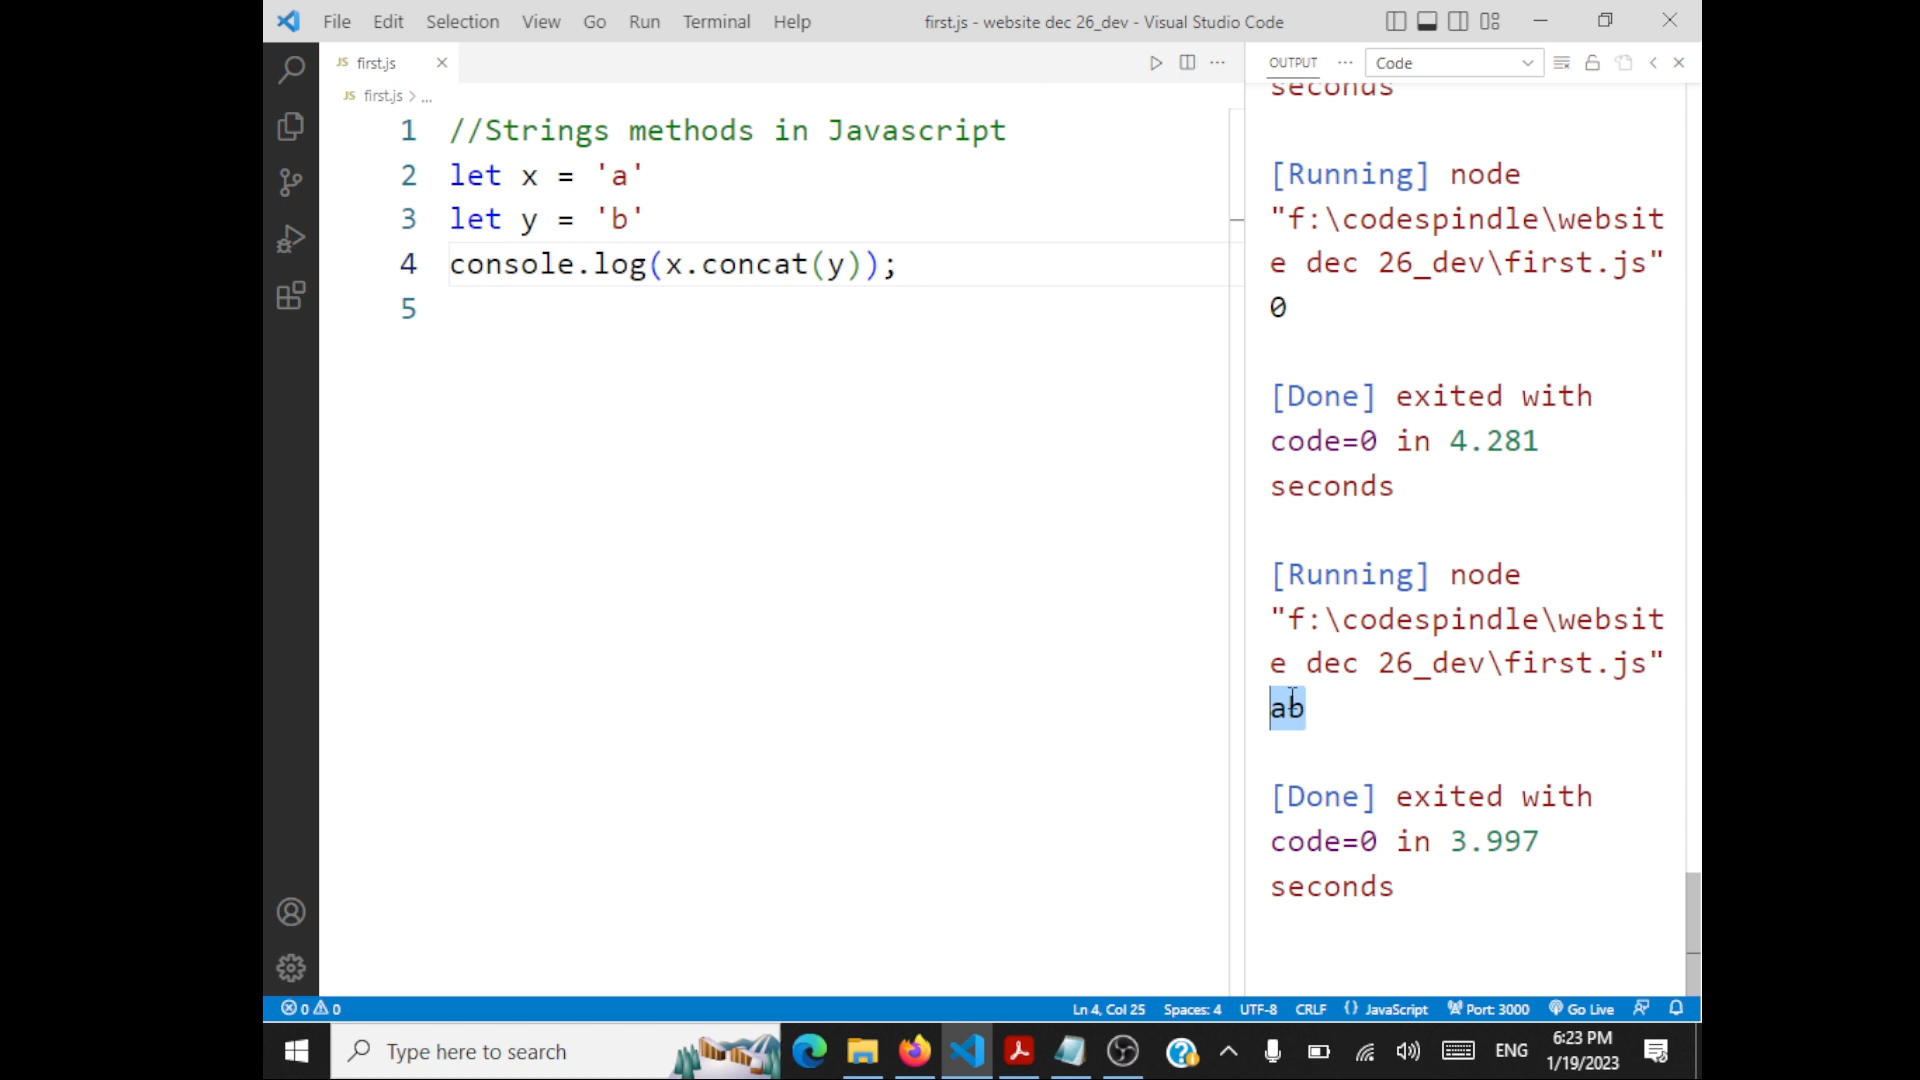 File Edit Selection View Go Run Terminal Help first.js - website dec 26_dev - Visual Studio Code
JS first.js
JS first.js > ...
1 //Strings methods in Javascript
2 let x = 'a'
3 let y = 'b'
4 console.log(x.concat(y));
5
OUTPUT ... Code
seconds
[Running] node
"f:\codespindle\websit
e dec 26_dev\first.js"
0
[Done] exited with
code=0 in 4.281
seconds
[Running] node
"f:\codespindle\websit
e dec 26_dev\first.js"
ab
[Done] exited with
code=0 in 3.997
seconds
0 0 Ln 4, Col 25 Spaces: 4 UTF-8 CRLF {} JavaScript Port: 3000 Go Live
Type here to search
ENG
6:23 PM
1/19/2023